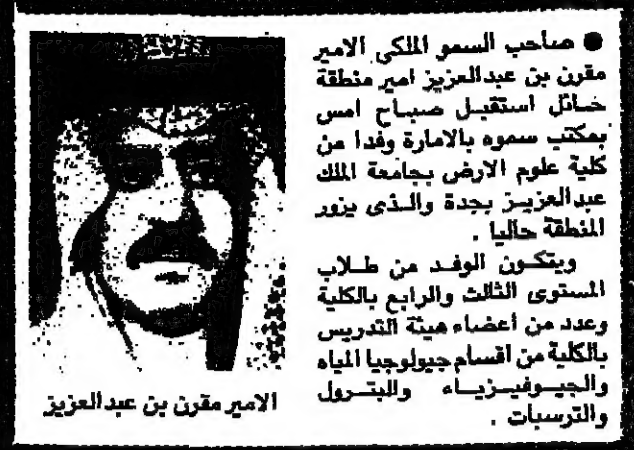 ● صاحب السمو الملكى الامير
مقرن بن عبدالعزيز امير منطقة
حائل استقبل صباح امس
بمكتب سموه بالامارة وفدا من
كلية علوم الارض بجامعة الملك
عبدالعزيز بجدة والذى يزور
المنطقة حاليا .
ويتكون الوفد من طلاب
المستوى الثالث والرابع بالكلية
وعدد من أعضاء هيئة التدريس
بالكلية من اقسام جيولوجيا المياه
والجيوفيزياء والبترول
والترسبات .
الامير مقرن بن عبدالعزيز